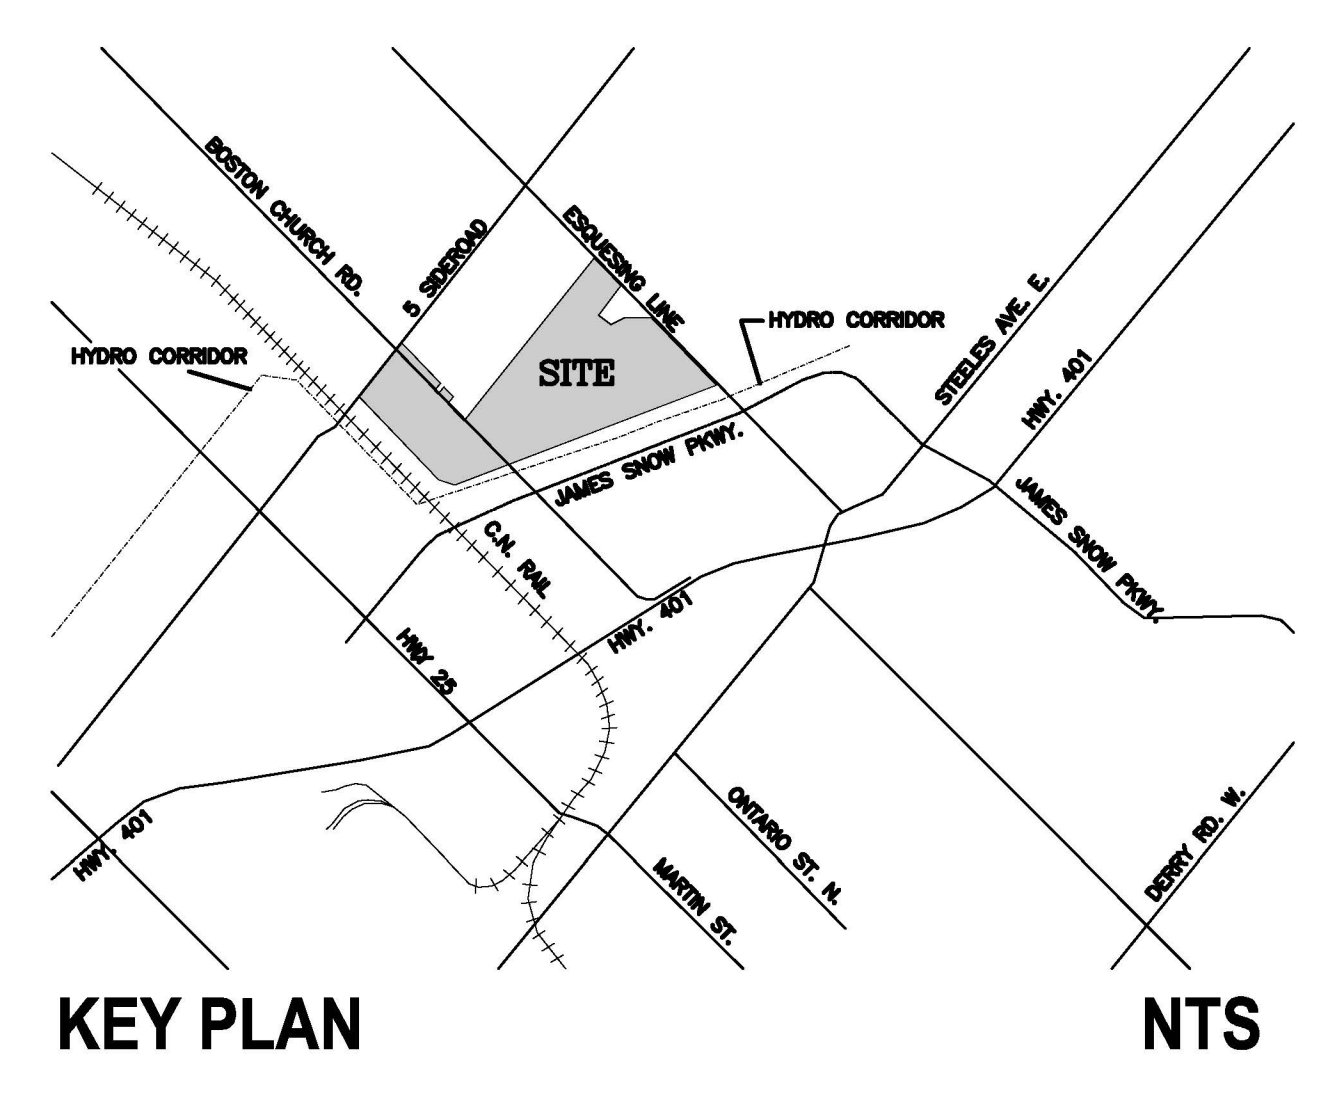 BOSTON CHURCH RD.
5 SIDEROAD
ESQUESING LINE
HYDRO CORRIDOR
HYDRO CORRIDOR
SITE
STEELES AVE. E.
HWY. 401
JAMES SNOW PKWY.
JAMES SNOW PKWY.
C.N. RAIL
HWY. 401
HWY 25
HWY. 401
ONTARIO ST. N.
MARTIN ST.
DERRY RD. W.
KEY PLAN
NTS